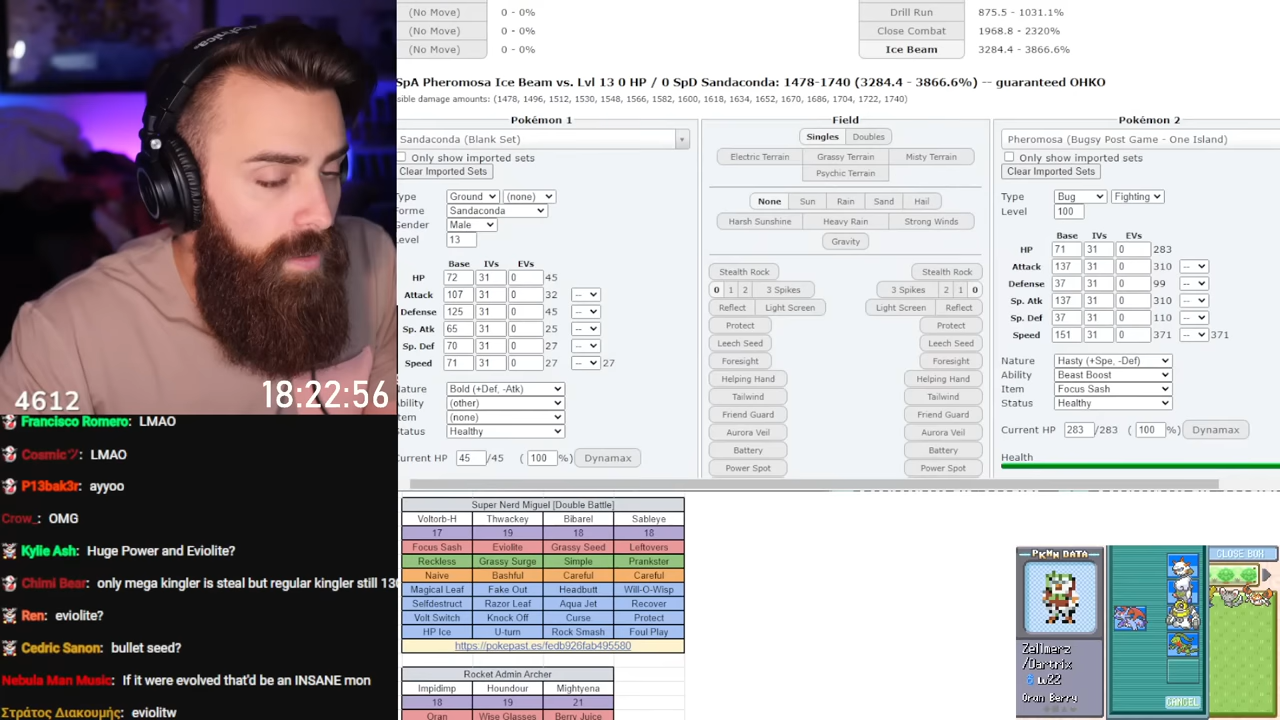 (No Move) 0 - 0%
(No Move) 0 - 0%
(No Move) 0 - 0%
Drill Run 875.5 - 1031.1%
Close Combat 1968.8 - 2320%
Ice Beam 3284.4 - 3866.6%
SpA Pheromosa Ice Beam vs. Lvl 13 0 HP / 0 SpD Sandaconda: 1478-1740 (3284.4 - 3866.6%) -- guaranteed OHKO
sible damage amounts: (1478, 1496, 1512, 1530, 1548, 1566, 1582, 1600, 1618, 1634, 1652, 1670, 1686, 1704, 1722, 1740)
Pokémon 1
Sandaconda (Blank Set)
Only show imported sets
Clear Imported Sets
Type Ground (none)
Forme Sandaconda
Gender Male
Level 13
Base IVs EVs
HP 72 31 0 45
Attack 107 31 0 32 --
Defense 125 31 0 45 --
Sp. Atk 65 31 0 25 --
Sp. Def 70 31 0 27 --
Speed 71 31 0 27 -- 27
Nature Bold (+Def, -Atk)
Ability (other)
Item (none)
Status Healthy
Current HP 45 /45 ( 100 %) Dynamax
Field
Singles Doubles
Electric Terrain Grassy Terrain Misty Terrain
Psychic Terrain
None Sun Rain Sand Hail
Harsh Sunshine Heavy Rain Strong Winds
Gravity
Stealth Rock Stealth Rock
0 1 2 3 Spikes 3 Spikes 2 1 0
Reflect Light Screen Light Screen Reflect
Protect Protect
Leech Seed Leech Seed
Foresight Foresight
Helping Hand Helping Hand
Tailwind Tailwind
Friend Guard Friend Guard
Aurora Veil Aurora Veil
Battery Battery
Power Spot Power Spot
Pokémon 2
Pheromosa (Bugsy Post Game - One Island)
Only show imported sets
Clear Imported Sets
Type Bug Fighting
Level 100
Base IVs EVs
HP 71 31 0 283
Attack 137 31 0 310 --
Defense 37 31 0 99 --
Sp. Atk 137 31 0 310 --
Sp. Def 37 31 0 110 --
Speed 151 31 0 371 -- 371
Nature Hasty (+Spe, -Def)
Ability Beast Boost
Item Focus Sash
Status Healthy
Current HP 283 /283 ( 100 %) Dynamax
Health
4612
18:22:56
Francisco Romero: LMAO
Cosmicツ: LMAO
P13bak3r: ayyoo
Crow_: OMG
Kylie Ash: Huge Power and Eviolite?
Chimi Bear: only mega kingler is steal but regular kingler still 130
Ren: eviolite?
Cedric Sanon: bullet seed?
Nebula Man Music: If it were evolved that'd be an INSANE mon
Στράτος Διακουμής: eviolitw
Super Nerd Miguel [Double Battle]
Voltorb-H Thwackey Bibarel Sableye
17 19 18 18
Focus Sash Eviolite Grassy Seed Leftovers
Reckless Grassy Surge Simple Prankster
Naive Bashful Careful Careful
Magical Leaf Fake Out Headbutt Will-O-Wisp
Selfdestruct Razor Leaf Aqua Jet Recover
Volt Switch Knock Off Curse Protect
HP Ice U-turn Rock Smash Foul Play
https://pokepast.es/fedb926fab495580
Rocket Admin Archer
Impidimp Houndour Mightyena
18 19 21
Oran Wise Glasses Berry Juice
PKMN DATA
CLOSE BOX
Zellmerz
/Dartrix
Lv22
Oran Berry
CANCEL